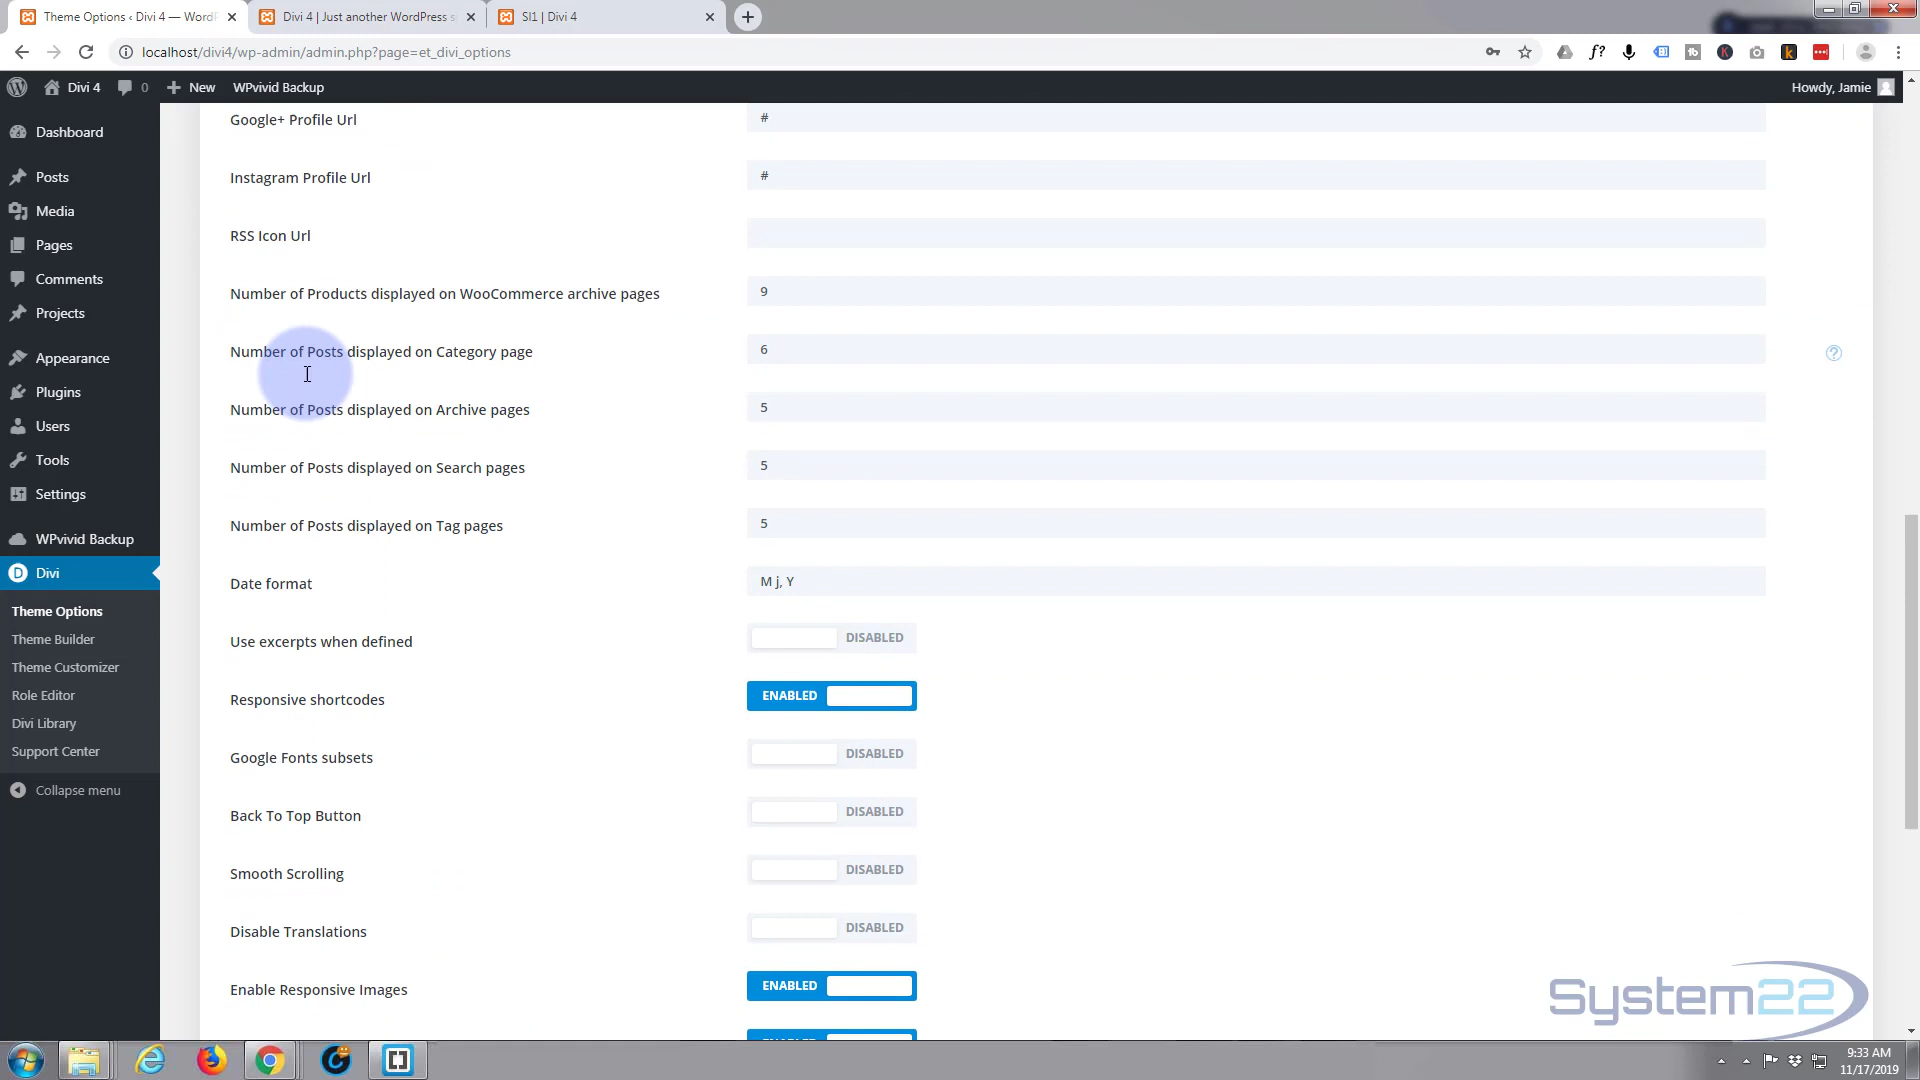 Theme Options ‹ Divi 4 — WordP
Divi 4 | Just another WordPress s
SI1 | Divi 4
localhost/divi4/wp-admin/admin.php?page=et_divi_options
Divi 4
0
New
WPvivid Backup
Howdy, Jamie
Dashboard
Posts
Media
Pages
Comments
Projects
Appearance
Plugins
Users
Tools
Settings
WPvivid Backup
Divi
Theme Options
Theme Builder
Theme Customizer
Role Editor
Divi Library
Support Center
Collapse menu
Google+ Profile Url
#
Instagram Profile Url
#
RSS Icon Url
Number of Products displayed on WooCommerce archive pages
9
Number of Posts displayed on Category page
6
Number of Posts displayed on Archive pages
5
Number of Posts displayed on Search pages
5
Number of Posts displayed on Tag pages
5
Date format
M j, Y
Use excerpts when defined
DISABLED
Responsive shortcodes
ENABLED
Google Fonts subsets
DISABLED
Back To Top Button
DISABLED
Smooth Scrolling
DISABLED
Disable Translations
DISABLED
Enable Responsive Images
ENABLED
System22
9:33 AM
11/17/2019